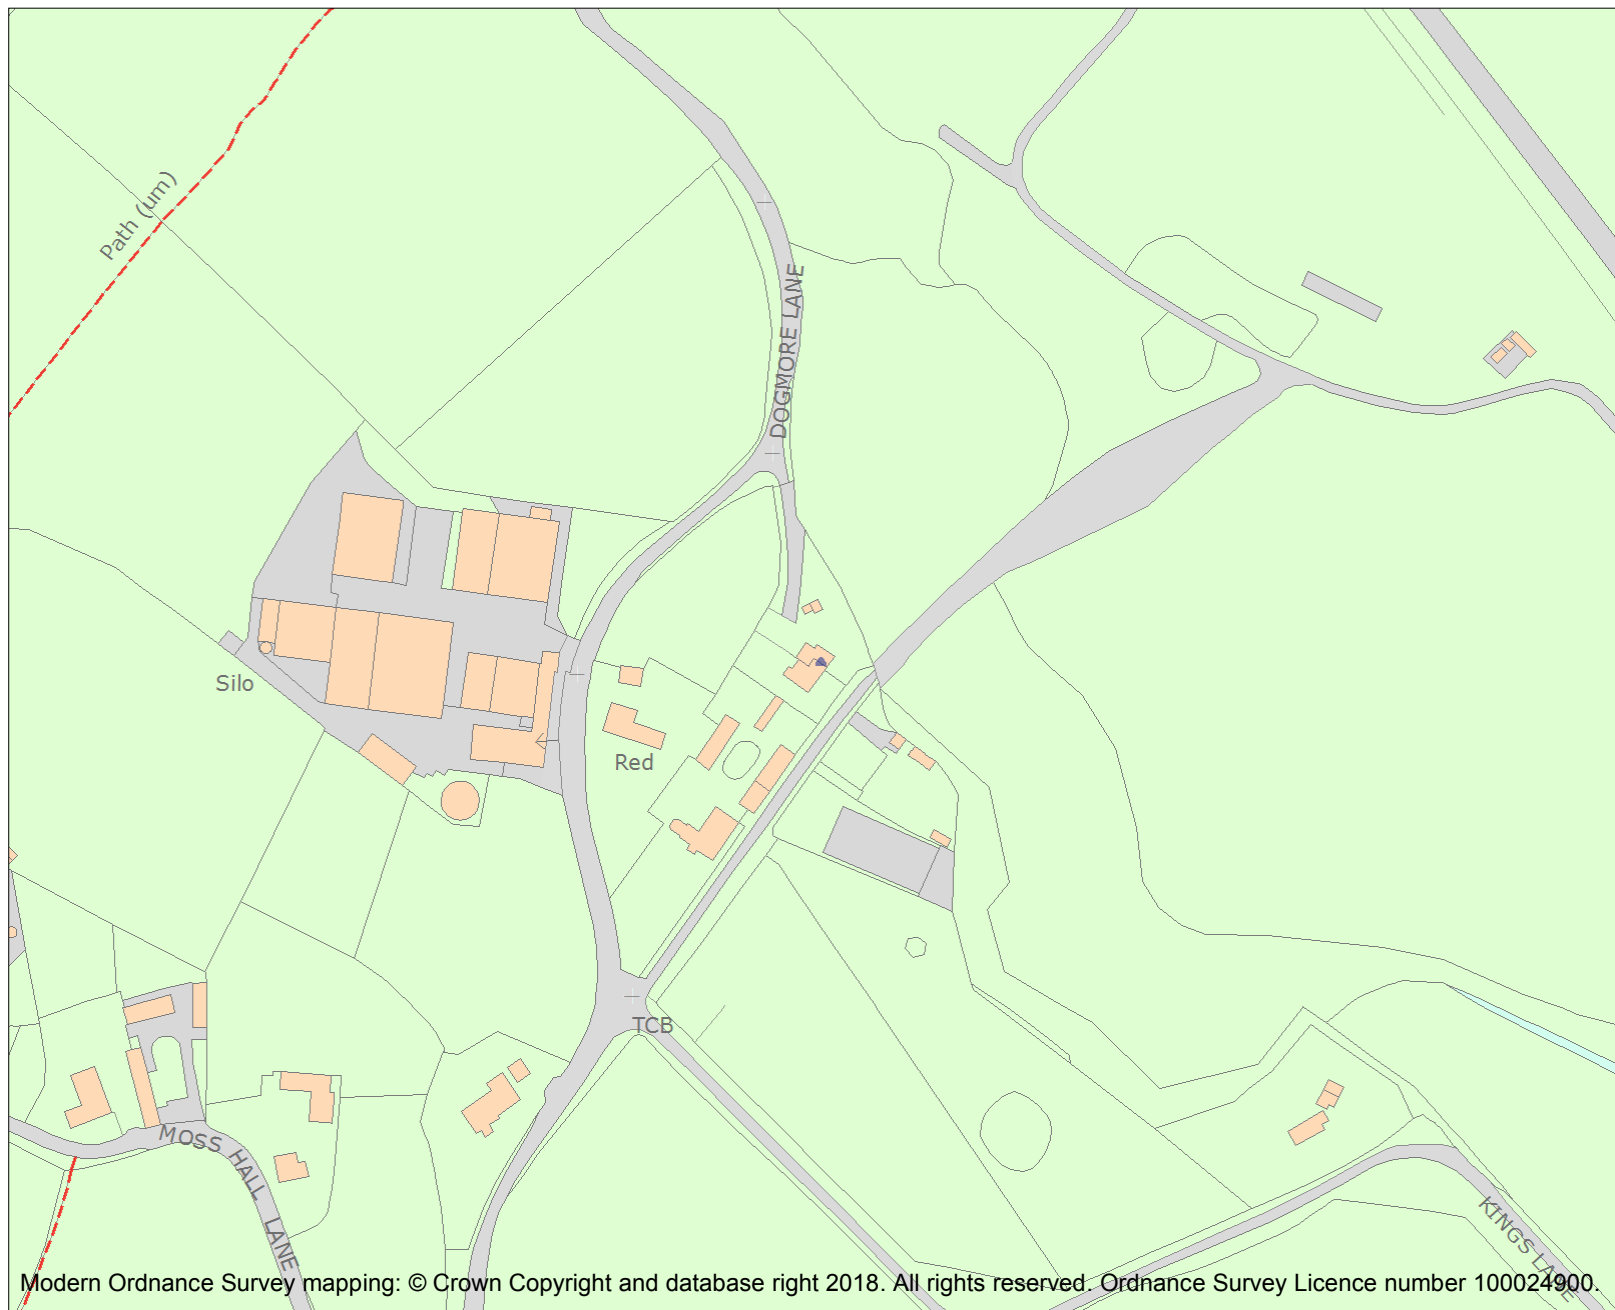 Path (um)
DOGMORE LANE
Silo
Red
TCB
MOSS HALL LANE
KINGS LANE
Modern Ordnance Survey mapping: © Crown Copyright and database right 2018. All rights reserved. Ordnance Survey Licence number 100024900.